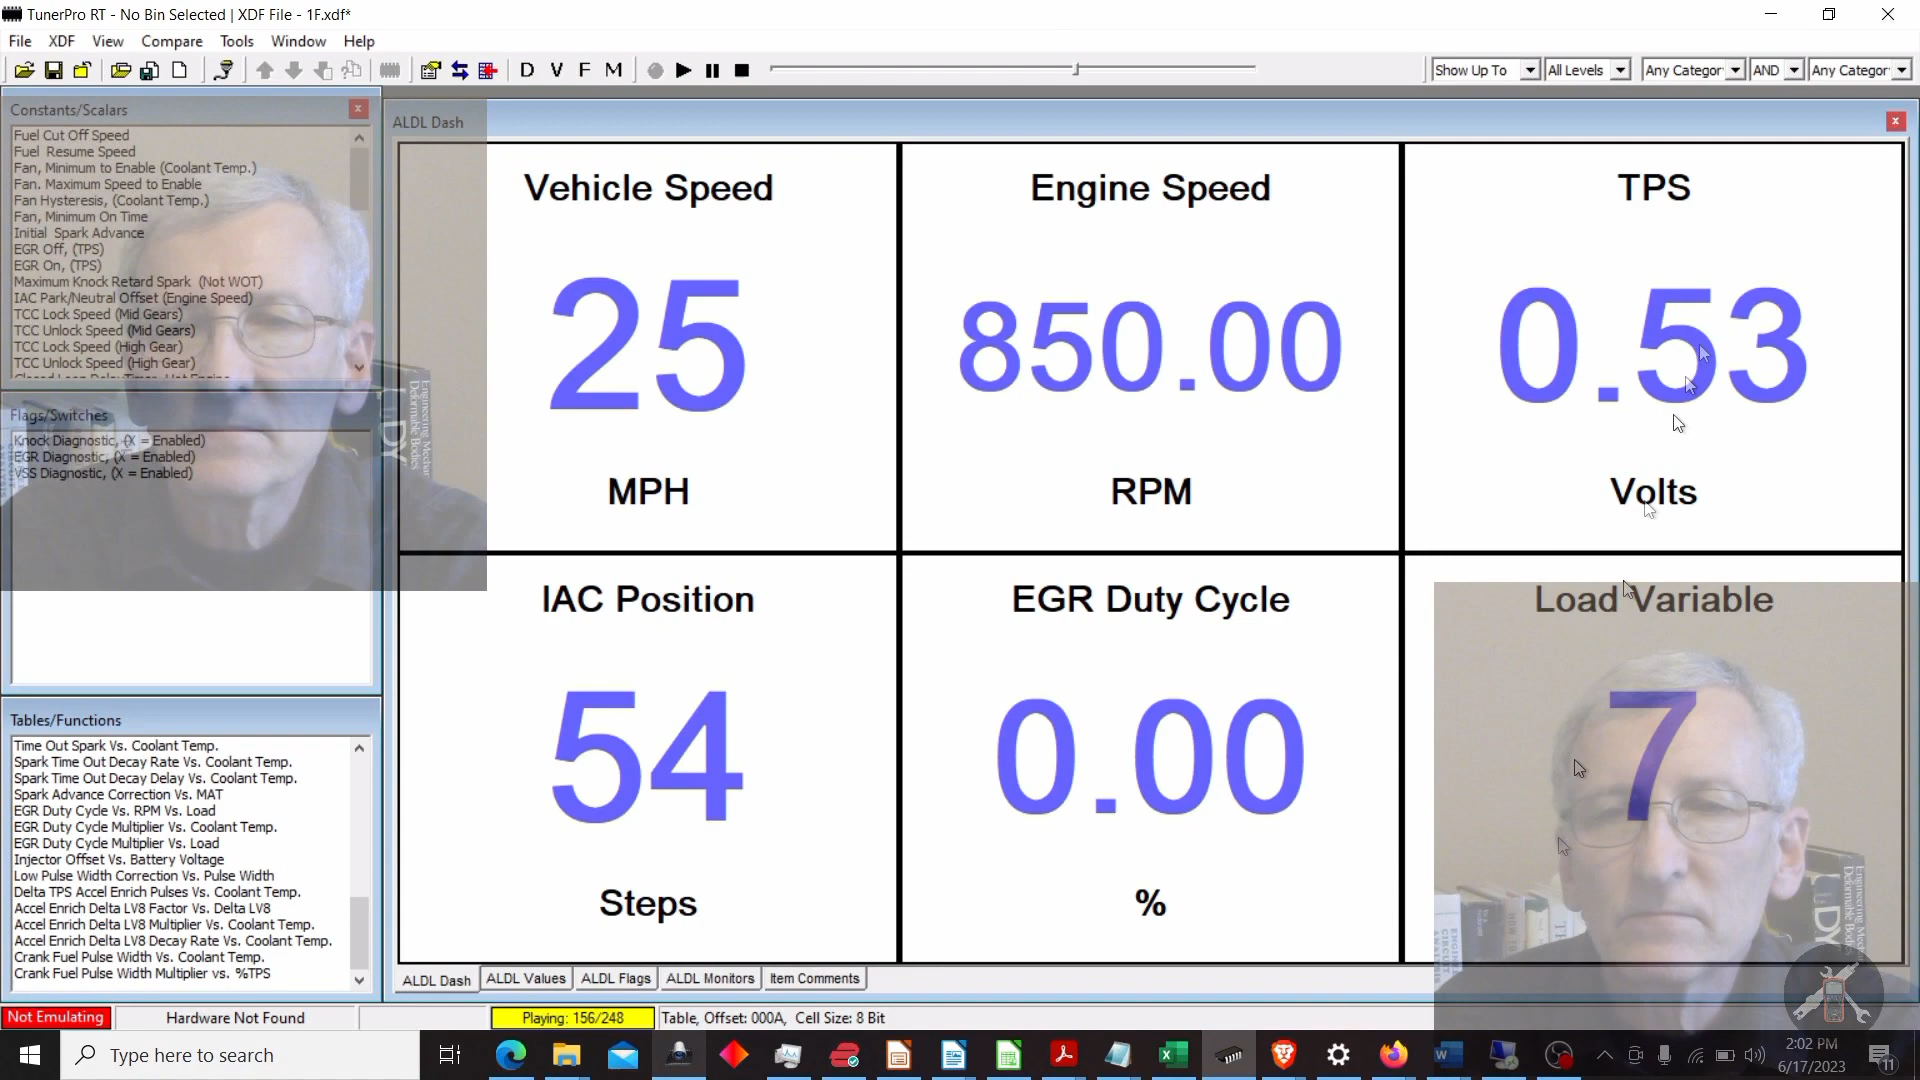 TunerPro RT - No Bin Selected | XDF File - 1F.xdf*
File XDF View Compare Tools Window Help
D V F M
Show Up To All Levels Any Categor AND Any Categor
Constants/Scalars
Fuel Cut Off Speed
Fuel Resume Speed
Fan, Minimum to Enable (Coolant Temp.)
Fan. Maximum Speed to Enable
Fan Hysteresis, (Coolant Temp.)
Fan, Minimum On Time
Initial Spark Advance
EGR Off, (TPS)
EGR On, (TPS)
Maximum Knock Retard Spark (Not WOT)
IAC Park/Neutral Offset (Engine Speed)
TCC Lock Speed (Mid Gears)
TCC Unlock Speed (Mid Gears)
TCC Lock Speed (High Gear)
TCC Unlock Speed (High Gear)
Flags/Switches
Knock Diagnostic, (X = Enabled)
EGR Diagnostic, (X = Enabled)
VSS Diagnostic, (X = Enabled)
Tables/Functions
Time Out Spark Vs. Coolant Temp.
Spark Time Out Decay Rate Vs. Coolant Temp.
Spark Time Out Decay Delay Vs. Coolant Temp.
Spark Advance Correction Vs. MAT
EGR Duty Cycle Vs. RPM Vs. Load
EGR Duty Cycle Multiplier Vs. Coolant Temp.
EGR Duty Cycle Multiplier Vs. Load
Injector Offset Vs. Battery Voltage
Low Pulse Width Correction Vs. Pulse Width
Delta TPS Accel Enrich Pulses Vs. Coolant Temp.
Accel Enrich Delta LV8 Factor Vs. Delta LV8
Accel Enrich Delta LV8 Multiplier Vs. Coolant Temp.
Accel Enrich Delta LV8 Decay Rate Vs. Coolant Temp.
Crank Fuel Pulse Width Vs. Coolant Temp.
Crank Fuel Pulse Width Multiplier vs. %TPS
ALDL Dash
Vehicle Speed
25
MPH
Engine Speed
850.00
RPM
TPS
0.53
Volts
IAC Position
54
Steps
EGR Duty Cycle
0.00
%
Load Variable
7
Engineering Mechan
Deformable Bodies
DY
Engineering Mec
Deformable Bodie
DY
ALDL Dash ALDL Values ALDL Flags ALDL Monitors Item Comments
Not Emulating Hardware Not Found Playing: 156/248 Table, Offset: 000A, Cell Size: 8 Bit
Type here to search
2:02 PM
6/17/2023
11